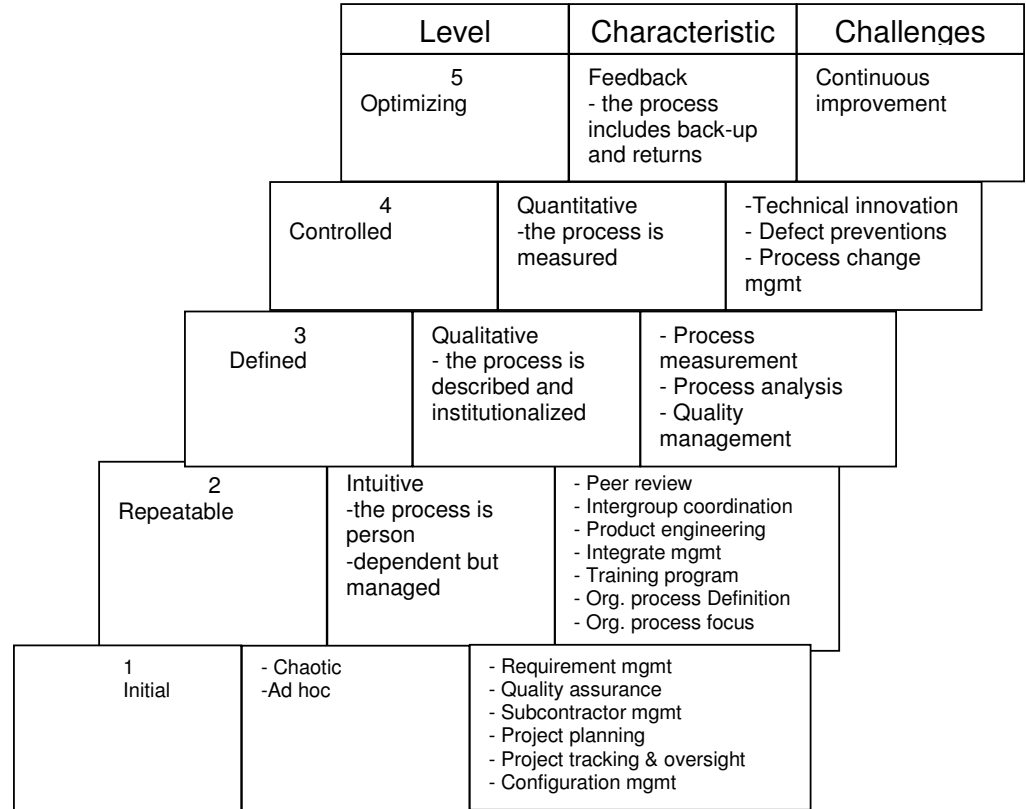 Level
Characteristic
Challenges
5
Optimizing
Feedback
- the process
includes back-up
and returns
Continuous
improvement
4
Controlled
Quantitative
-the process is
measured
-Technical innovation
- Defect preventions
- Process change
mgmt
3
Defined
Qualitative
- the process is
described and
institutionalized
- Process
measurement
- Process analysis
- Quality
management
2
Repeatable
Intuitive
-the process is
person
-dependent but
managed
- Peer review
- Intergroup coordination
- Product engineering
- Integrate mgmt
- Training program
- Org. process Definition
- Org. process focus
1
Initial
- Chaotic
-Ad hoc
- Requirement mgmt
- Quality assurance
- Subcontractor mgmt
- Project planning
- Project tracking & oversight
- Configuration mgmt